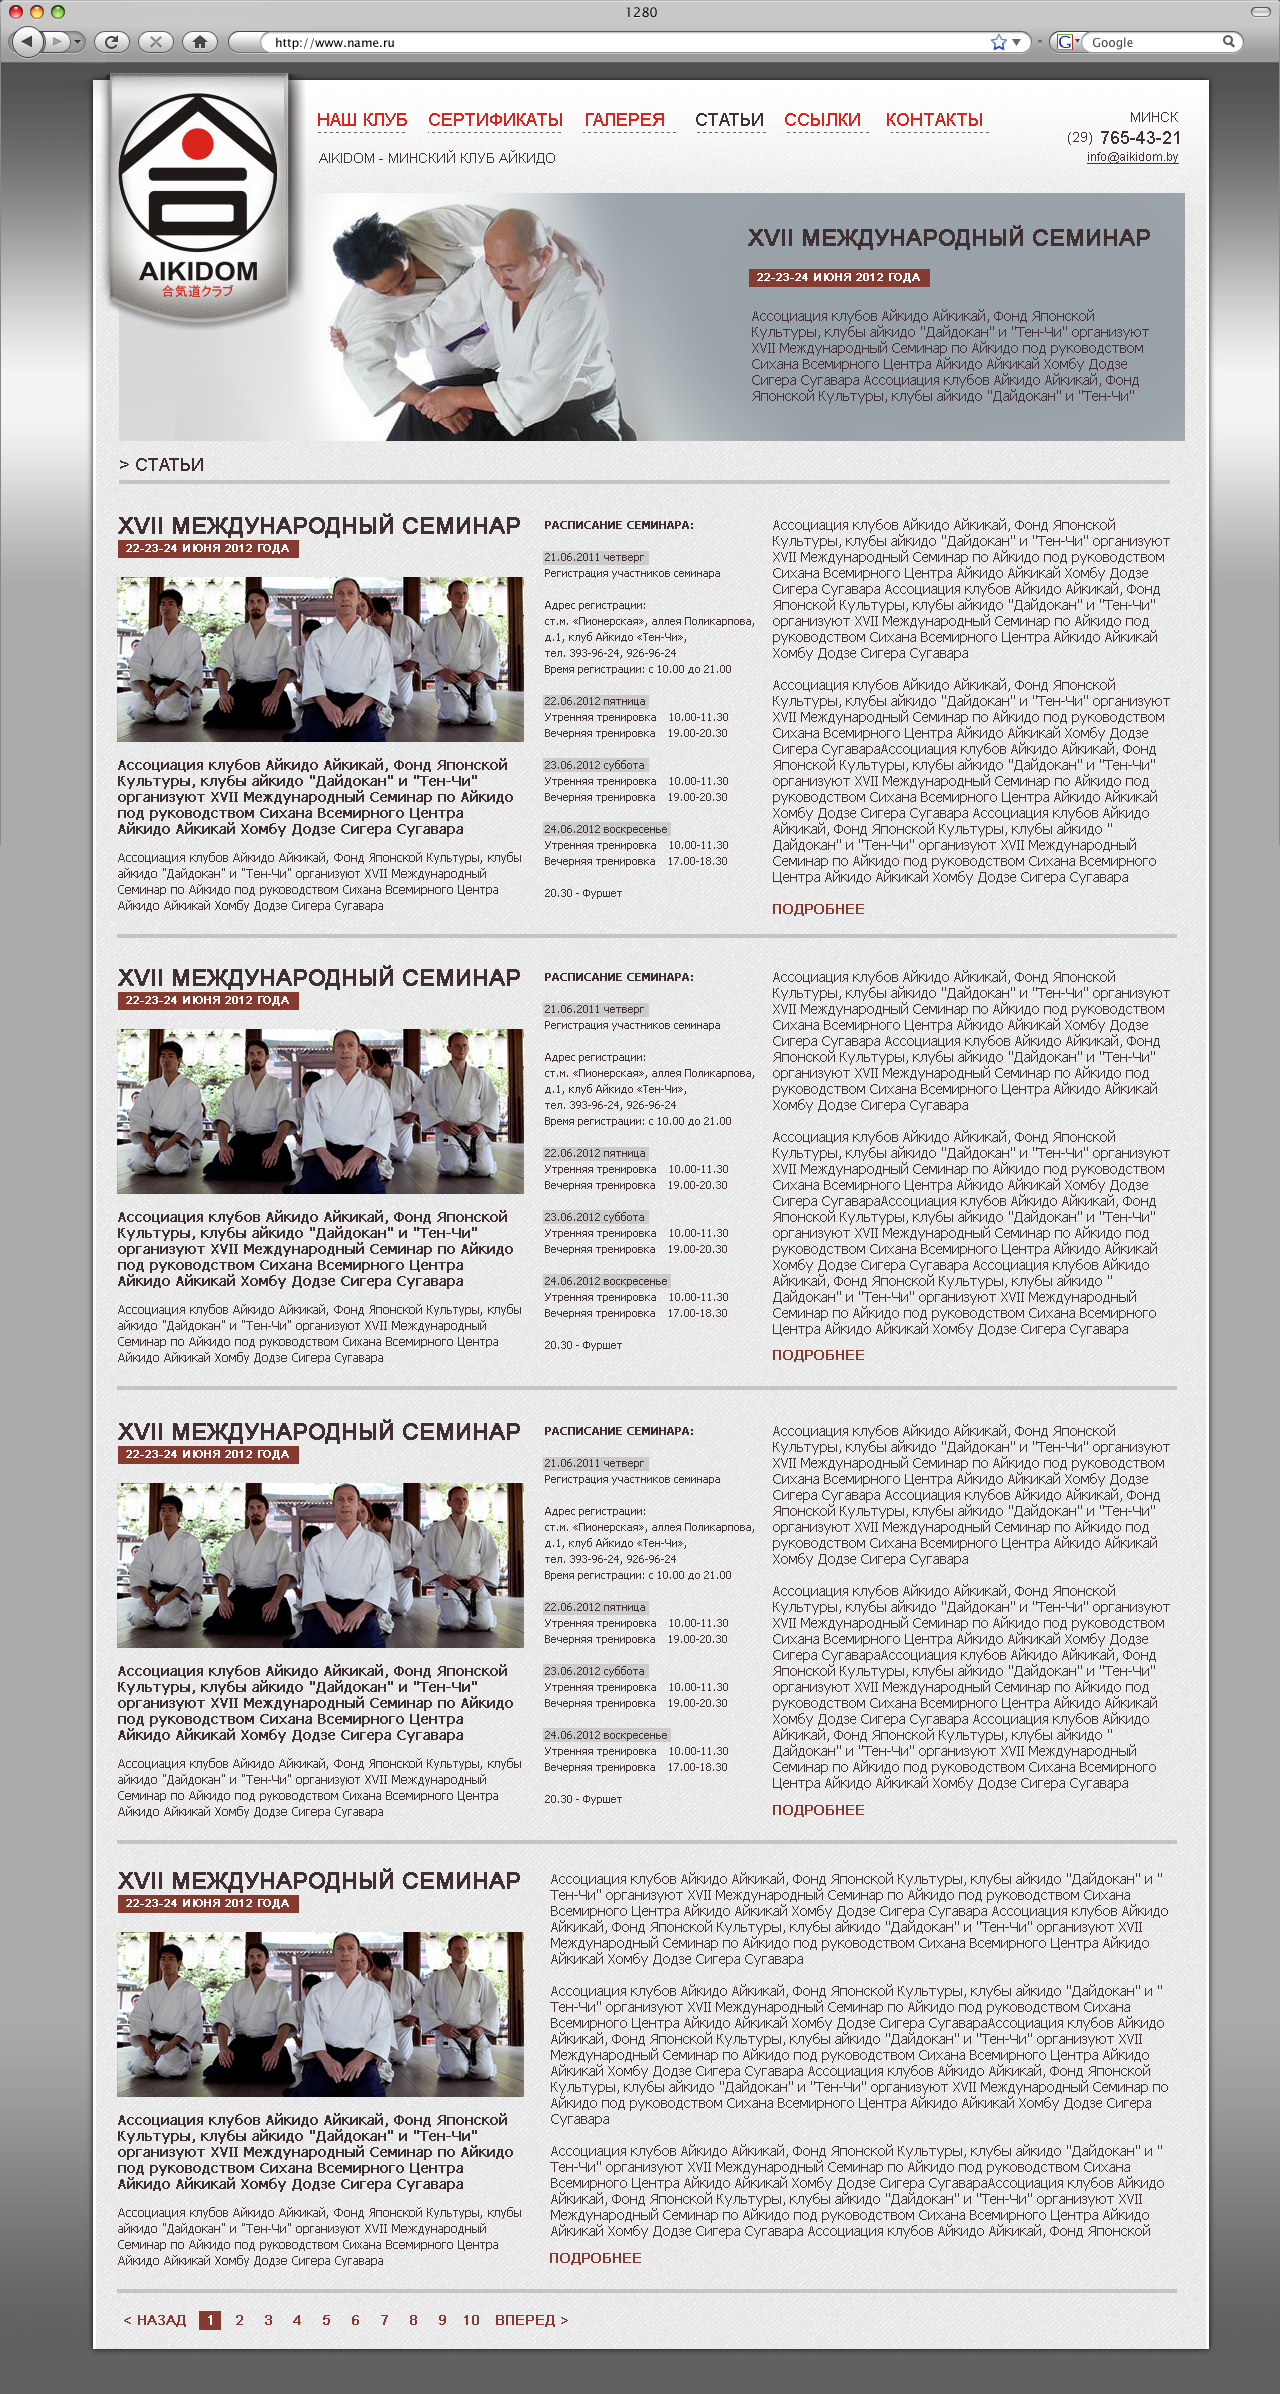 1280
http://www.name.ru
Google
AIKIDOM
合気道クラブ
НАШ КЛУБ СЕРТИФИКАТЫ ГАЛЕРЕЯ СТАТЬИ ССЫЛКИ КОНТАКТЫ
AIKIDOM - МИНСКИЙ КЛУБ АЙКИДО
МИНСК
(29) 765-43-21
info@aikidom.by
XVII МЕЖДУНАРОДНЫЙ СЕМИНАР
22-23-24 ИЮНЯ 2012 ГОДА
Ассоциация клубов Айкидо Айкикай, Фонд Японской
Культуры, клубы айкидо "Дайдокан" и "Тен-Чи" организуют
XVII Международный Семинар по Айкидо под руководством
Сихана Всемирного Центра Айкидо Айкикай Хомбу Додзе
Сигера Сугавара Ассоциация клубов Айкидо Айкикай, Фонд
Японской Культуры, клубы айкидо "Дайдокан" и "Тен-Чи"
> СТАТЬИ
XVII МЕЖДУНАРОДНЫЙ СЕМИНАР
22-23-24 ИЮНЯ 2012 ГОДА
Ассоциация клубов Айкидо Айкикай, Фонд Японской
Культуры, клубы айкидо "Дайдокан" и "Тен-Чи"
организуют XVII Международный Семинар по Айкидо
под руководством Сихана Всемирного Центра
Айкидо Айкикай Хомбу Додзе Сигера Сугавара
Ассоциация клубов Айкидо Айкикай, Фонд Японской Культуры, клубы
айкидо "Дайдокан" и "Тен-Чи" организуют XVII Международный
Семинар по Айкидо под руководством Сихана Всемирного Центра
Айкидо Айкикай Хомбу Додзе Сигера Сугавара
РАСПИСАНИЕ СЕМИНАРА:
21.06.2011 четверг
Регистрация участников семинара
Адрес регистрации:
ст.м. «Пионерская», аллея Поликарпова,
д.1, клуб Айкидо «Тен-Чи»,
тел. 393-96-24, 926-96-24
Время регистрации: с 10.00 до 21.00
22.06.2012 пятница
Утренняя тренировка 10.00-11.30
Вечерняя тренировка 19.00-20.30
23.06.2012 суббота
Утренняя тренировка 10.00-11.30
Вечерняя тренировка 19.00-20.30
24.06.2012 воскресенье
Утренняя тренировка 10.00-11.30
Вечерняя тренировка 17.00-18.30
20.30 - Фуршет
Ассоциация клубов Айкидо Айкикай, Фонд Японской
Культуры, клубы айкидо "Дайдокан" и "Тен-Чи" организуют
XVII Международный Семинар по Айкидо под руководством
Сихана Всемирного Центра Айкидо Айкикай Хомбу Додзе
Сигера Сугавара Ассоциация клубов Айкидо Айкикай, Фонд
Японской Культуры, клубы айкидо "Дайдокан" и "Тен-Чи"
организуют XVII Международный Семинар по Айкидо под
руководством Сихана Всемирного Центра Айкидо Айкикай
Хомбу Додзе Сигера Сугавара
Ассоциация клубов Айкидо Айкикай, Фонд Японской
Культуры, клубы айкидо "Дайдокан" и "Тен-Чи" организуют
XVII Международный Семинар по Айкидо под руководством
Сихана Всемирного Центра Айкидо Айкикай Хомбу Додзе
Сигера СугавараАссоциация клубов Айкидо Айкикай, Фонд
Японской Культуры, клубы айкидо "Дайдокан" и "Тен-Чи"
организуют XVII Международный Семинар по Айкидо под
руководством Сихана Всемирного Центра Айкидо Айкикай
Хомбу Додзе Сигера Сугавара Ассоциация клубов Айкидо
Айкикай, Фонд Японской Культуры, клубы айкидо "
Дайдокан" и "Тен-Чи" организуют XVII Международный
Семинар по Айкидо под руководством Сихана Всемирного
Центра Айкидо Айкикай Хомбу Додзе Сигера Сугавара
ПОДРОБНЕЕ
XVII МЕЖДУНАРОДНЫЙ СЕМИНАР
22-23-24 ИЮНЯ 2012 ГОДА
Ассоциация клубов Айкидо Айкикай, Фонд Японской
Культуры, клубы айкидо "Дайдокан" и "Тен-Чи"
организуют XVII Международный Семинар по Айкидо
под руководством Сихана Всемирного Центра
Айкидо Айкикай Хомбу Додзе Сигера Сугавара
Ассоциация клубов Айкидо Айкикай, Фонд Японской Культуры, клубы
айкидо "Дайдокан" и "Тен-Чи" организуют XVII Международный
Семинар по Айкидо под руководством Сихана Всемирного Центра
Айкидо Айкикай Хомбу Додзе Сигера Сугавара
РАСПИСАНИЕ СЕМИНАРА:
21.06.2011 четверг
Регистрация участников семинара
Адрес регистрации:
ст.м. «Пионерская», аллея Поликарпова,
д.1, клуб Айкидо «Тен-Чи»,
тел. 393-96-24, 926-96-24
Время регистрации: с 10.00 до 21.00
22.06.2012 пятница
Утренняя тренировка 10.00-11.30
Вечерняя тренировка 19.00-20.30
23.06.2012 суббота
Утренняя тренировка 10.00-11.30
Вечерняя тренировка 19.00-20.30
24.06.2012 воскресенье
Утренняя тренировка 10.00-11.30
Вечерняя тренировка 17.00-18.30
20.30 - Фуршет
Ассоциация клубов Айкидо Айкикай, Фонд Японской
Культуры, клубы айкидо "Дайдокан" и "Тен-Чи" организуют
XVII Международный Семинар по Айкидо под руководством
Сихана Всемирного Центра Айкидо Айкикай Хомбу Додзе
Сигера Сугавара Ассоциация клубов Айкидо Айкикай, Фонд
Японской Культуры, клубы айкидо "Дайдокан" и "Тен-Чи"
организуют XVII Международный Семинар по Айкидо под
руководством Сихана Всемирного Центра Айкидо Айкикай
Хомбу Додзе Сигера Сугавара
Ассоциация клубов Айкидо Айкикай, Фонд Японской
Культуры, клубы айкидо "Дайдокан" и "Тен-Чи" организуют
XVII Международный Семинар по Айкидо под руководством
Сихана Всемирного Центра Айкидо Айкикай Хомбу Додзе
Сигера СугавараАссоциация клубов Айкидо Айкикай, Фонд
Японской Культуры, клубы айкидо "Дайдокан" и "Тен-Чи"
организуют XVII Международный Семинар по Айкидо под
руководством Сихана Всемирного Центра Айкидо Айкикай
Хомбу Додзе Сигера Сугавара Ассоциация клубов Айкидо
Айкикай, Фонд Японской Культуры, клубы айкидо "
Дайдокан" и "Тен-Чи" организуют XVII Международный
Семинар по Айкидо под руководством Сихана Всемирного
Центра Айкидо Айкикай Хомбу Додзе Сигера Сугавара
ПОДРОБНЕЕ
XVII МЕЖДУНАРОДНЫЙ СЕМИНАР
22-23-24 ИЮНЯ 2012 ГОДА
Ассоциация клубов Айкидо Айкикай, Фонд Японской
Культуры, клубы айкидо "Дайдокан" и "Тен-Чи"
организуют XVII Международный Семинар по Айкидо
под руководством Сихана Всемирного Центра
Айкидо Айкикай Хомбу Додзе Сигера Сугавара
Ассоциация клубов Айкидо Айкикай, Фонд Японской Культуры, клубы
айкидо "Дайдокан" и "Тен-Чи" организуют XVII Международный
Семинар по Айкидо под руководством Сихана Всемирного Центра
Айкидо Айкикай Хомбу Додзе Сигера Сугавара
РАСПИСАНИЕ СЕМИНАРА:
21.06.2011 четверг
Регистрация участников семинара
Адрес регистрации:
ст.м. «Пионерская», аллея Поликарпова,
д.1, клуб Айкидо «Тен-Чи»,
тел. 393-96-24, 926-96-24
Время регистрации: с 10.00 до 21.00
22.06.2012 пятница
Утренняя тренировка 10.00-11.30
Вечерняя тренировка 19.00-20.30
23.06.2012 суббота
Утренняя тренировка 10.00-11.30
Вечерняя тренировка 19.00-20.30
24.06.2012 воскресенье
Утренняя тренировка 10.00-11.30
Вечерняя тренировка 17.00-18.30
20.30 - Фуршет
Ассоциация клубов Айкидо Айкикай, Фонд Японской
Культуры, клубы айкидо "Дайдокан" и "Тен-Чи" организуют
XVII Международный Семинар по Айкидо под руководством
Сихана Всемирного Центра Айкидо Айкикай Хомбу Додзе
Сигера Сугавара Ассоциация клубов Айкидо Айкикай, Фонд
Японской Культуры, клубы айкидо "Дайдокан" и "Тен-Чи"
организуют XVII Международный Семинар по Айкидо под
руководством Сихана Всемирного Центра Айкидо Айкикай
Хомбу Додзе Сигера Сугавара
Ассоциация клубов Айкидо Айкикай, Фонд Японской
Культуры, клубы айкидо "Дайдокан" и "Тен-Чи" организуют
XVII Международный Семинар по Айкидо под руководством
Сихана Всемирного Центра Айкидо Айкикай Хомбу Додзе
Сигера СугавараАссоциация клубов Айкидо Айкикай, Фонд
Японской Культуры, клубы айкидо "Дайдокан" и "Тен-Чи"
организуют XVII Международный Семинар по Айкидо под
руководством Сихана Всемирного Центра Айкидо Айкикай
Хомбу Додзе Сигера Сугавара Ассоциация клубов Айкидо
Айкикай, Фонд Японской Культуры, клубы айкидо "
Дайдокан" и "Тен-Чи" организуют XVII Международный
Семинар по Айкидо под руководством Сихана Всемирного
Центра Айкидо Айкикай Хомбу Додзе Сигера Сугавара
ПОДРОБНЕЕ
XVII МЕЖДУНАРОДНЫЙ СЕМИНАР
22-23-24 ИЮНЯ 2012 ГОДА
Ассоциация клубов Айкидо Айкикай, Фонд Японской
Культуры, клубы айкидо "Дайдокан" и "Тен-Чи"
организуют XVII Международный Семинар по Айкидо
под руководством Сихана Всемирного Центра
Айкидо Айкикай Хомбу Додзе Сигера Сугавара
Ассоциация клубов Айкидо Айкикай, Фонд Японской Культуры, клубы
айкидо "Дайдокан" и "Тен-Чи" организуют XVII Международный
Семинар по Айкидо под руководством Сихана Всемирного Центра
Айкидо Айкикай Хомбу Додзе Сигера Сугавара
Ассоциация клубов Айкидо Айкикай, Фонд Японской Культуры, клубы айкидо "Дайдокан" и "
Тен-Чи" организуют XVII Международный Семинар по Айкидо под руководством Сихана
Всемирного Центра Айкидо Айкикай Хомбу Додзе Сигера Сугавара Ассоциация клубов Айкидо
Айкикай, Фонд Японской Культуры, клубы айкидо "Дайдокан" и "Тен-Чи" организуют XVII
Международный Семинар по Айкидо под руководством Сихана Всемирного Центра Айкидо
Айкикай Хомбу Додзе Сигера Сугавара
Ассоциация клубов Айкидо Айкикай, Фонд Японской Культуры, клубы айкидо "Дайдокан" и "
Тен-Чи" организуют XVII Международный Семинар по Айкидо под руководством Сихана
Всемирного Центра Айкидо Айкикай Хомбу Додзе Сигера СугавараАссоциация клубов Айкидо
Айкикай, Фонд Японской Культуры, клубы айкидо "Дайдокан" и "Тен-Чи" организуют XVII
Международный Семинар по Айкидо под руководством Сихана Всемирного Центра Айкидо
Айкикай Хомбу Додзе Сигера Сугавара Ассоциация клубов Айкидо Айкикай, Фонд Японской
Культуры, клубы айкидо "Дайдокан" и "Тен-Чи" организуют XVII Международный Семинар по
Айкидо под руководством Сихана Всемирного Центра Айкидо Айкикай Хомбу Додзе Сигера
Сугавара
Ассоциация клубов Айкидо Айкикай, Фонд Японской Культуры, клубы айкидо "Дайдокан" и "
Тен-Чи" организуют XVII Международный Семинар по Айкидо под руководством Сихана
Всемирного Центра Айкидо Айкикай Хомбу Додзе Сигера СугавараАссоциация клубов Айкидо
Айкикай, Фонд Японской Культуры, клубы айкидо "Дайдокан" и "Тен-Чи" организуют XVII
Международный Семинар по Айкидо под руководством Сихана Всемирного Центра Айкидо
Айкикай Хомбу Додзе Сигера Сугавара Ассоциация клубов Айкидо Айкикай, Фонд Японской
ПОДРОБНЕЕ
< НАЗАД 1 2 3 4 5 6 7 8 9 10 ВПЕРЕД >